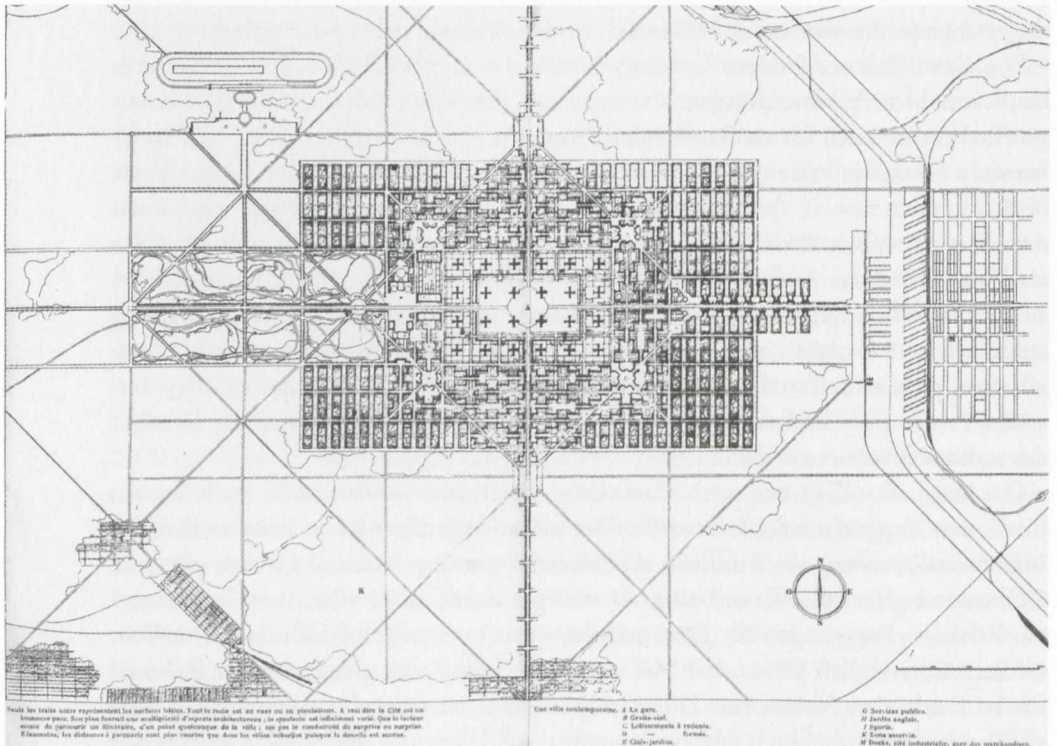 Seuls les traits noirs représentent les surfaces bâties. Tout le reste est en rues ou en plantations. A vrai dire la Cité est un
immense parc. Son plan fournit une multiplicité d'aspects architecturaux ; le spectacle est infiniment varié. Que le lecteur
essaie de parcourir un itinéraire, d'un point quelconque de la ville ; ses pas le conduiront de surprise en surprise.
Néanmoins, les distances à parcourir sont plus courtes que dans les villes actuelles puisque la densité est accrue.
Une ville contemporaine.
A La gare.
B Gratte-ciel.
C Lotissements à redents.
D — fermés.
E Cités-jardins.
G Services publics.
H Jardin anglais.
I Sports.
K Zone asservie.
M Docks, cité industrielle, gare des marchandises.